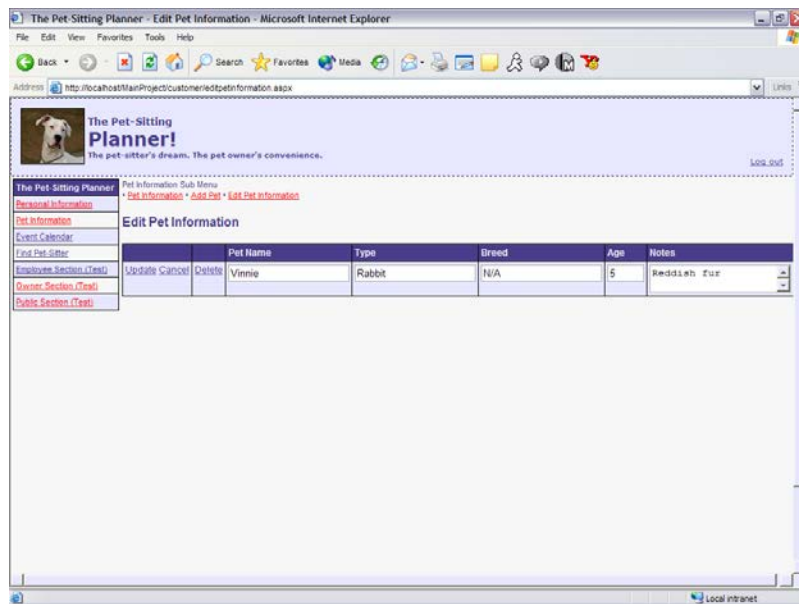 The Pet-Sitting Planner - Edit Pet Information - Microsoft Internet Explorer
File Edit View Favorites Tools Help
Back Search Favorites Media
Address http://localhost/MainProject/customer/editpetinformation.aspx Links
The Pet-Sitting
Planner!
The pet-sitter's dream. The pet owner's convenience.
Log out
The Pet-Sitting Planner
Personal Information
Pet Information
Event Calendar
Find Pet-Sitter
Employee Section (Test)
Owner Section (Test)
Public Section (Test)
Pet Information Sub Menu
• Pet Information • Add Pet • Edit Pet Information
Edit Pet Information
Pet Name Type Breed Age Notes
Update Cancel Delete Vinnie Rabbit N/A 5 Reddish fur
Local intranet